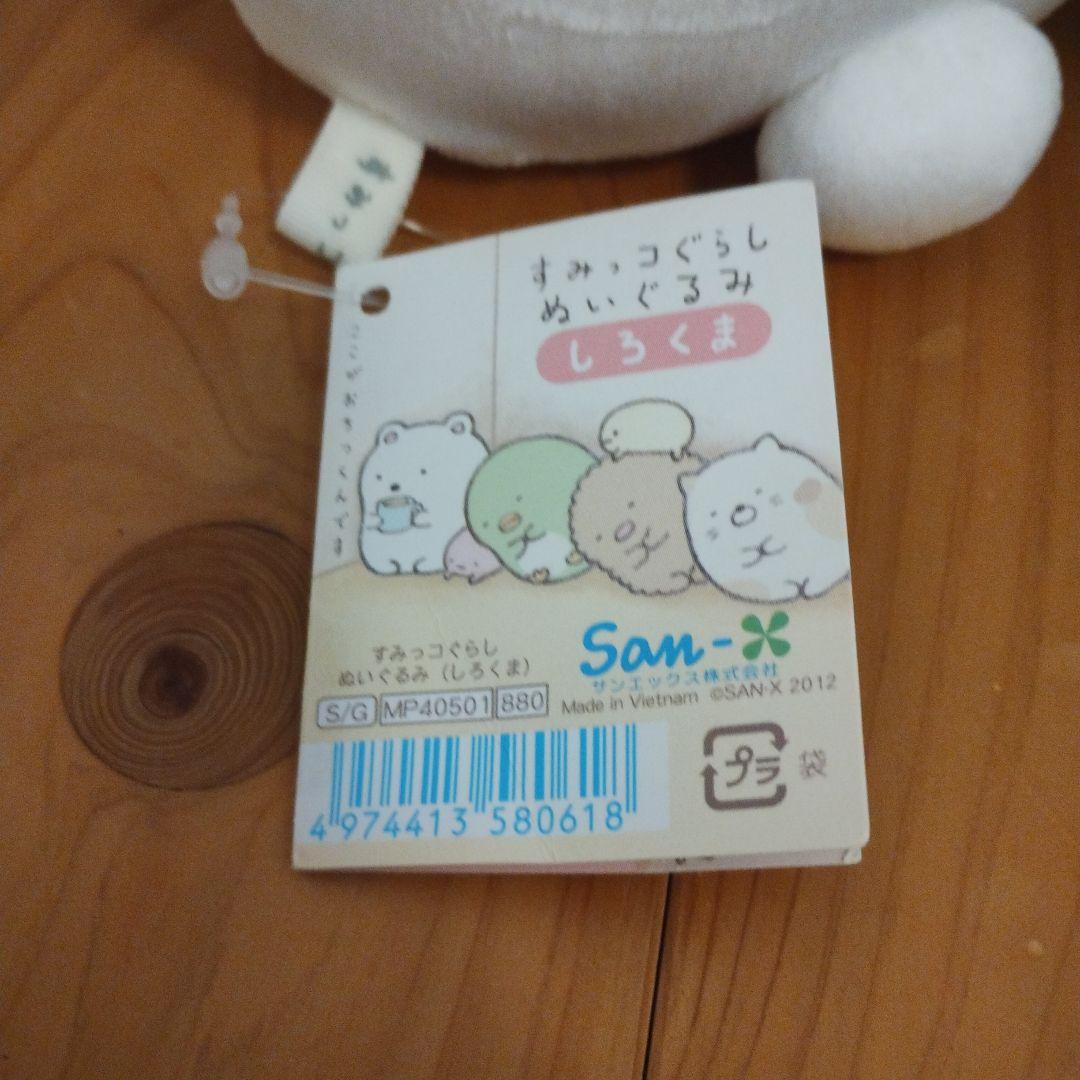 すみっコぐらし
ぬいぐるみ
しろくま
ここがおちつくんです
すみっコぐらし
ぬいぐるみ（しろくま）
S/G MP40501 880
San-X
サンエックス株式会社
Made in Vietnam ©SAN-X 2012
4 974413 580618
プラ 袋